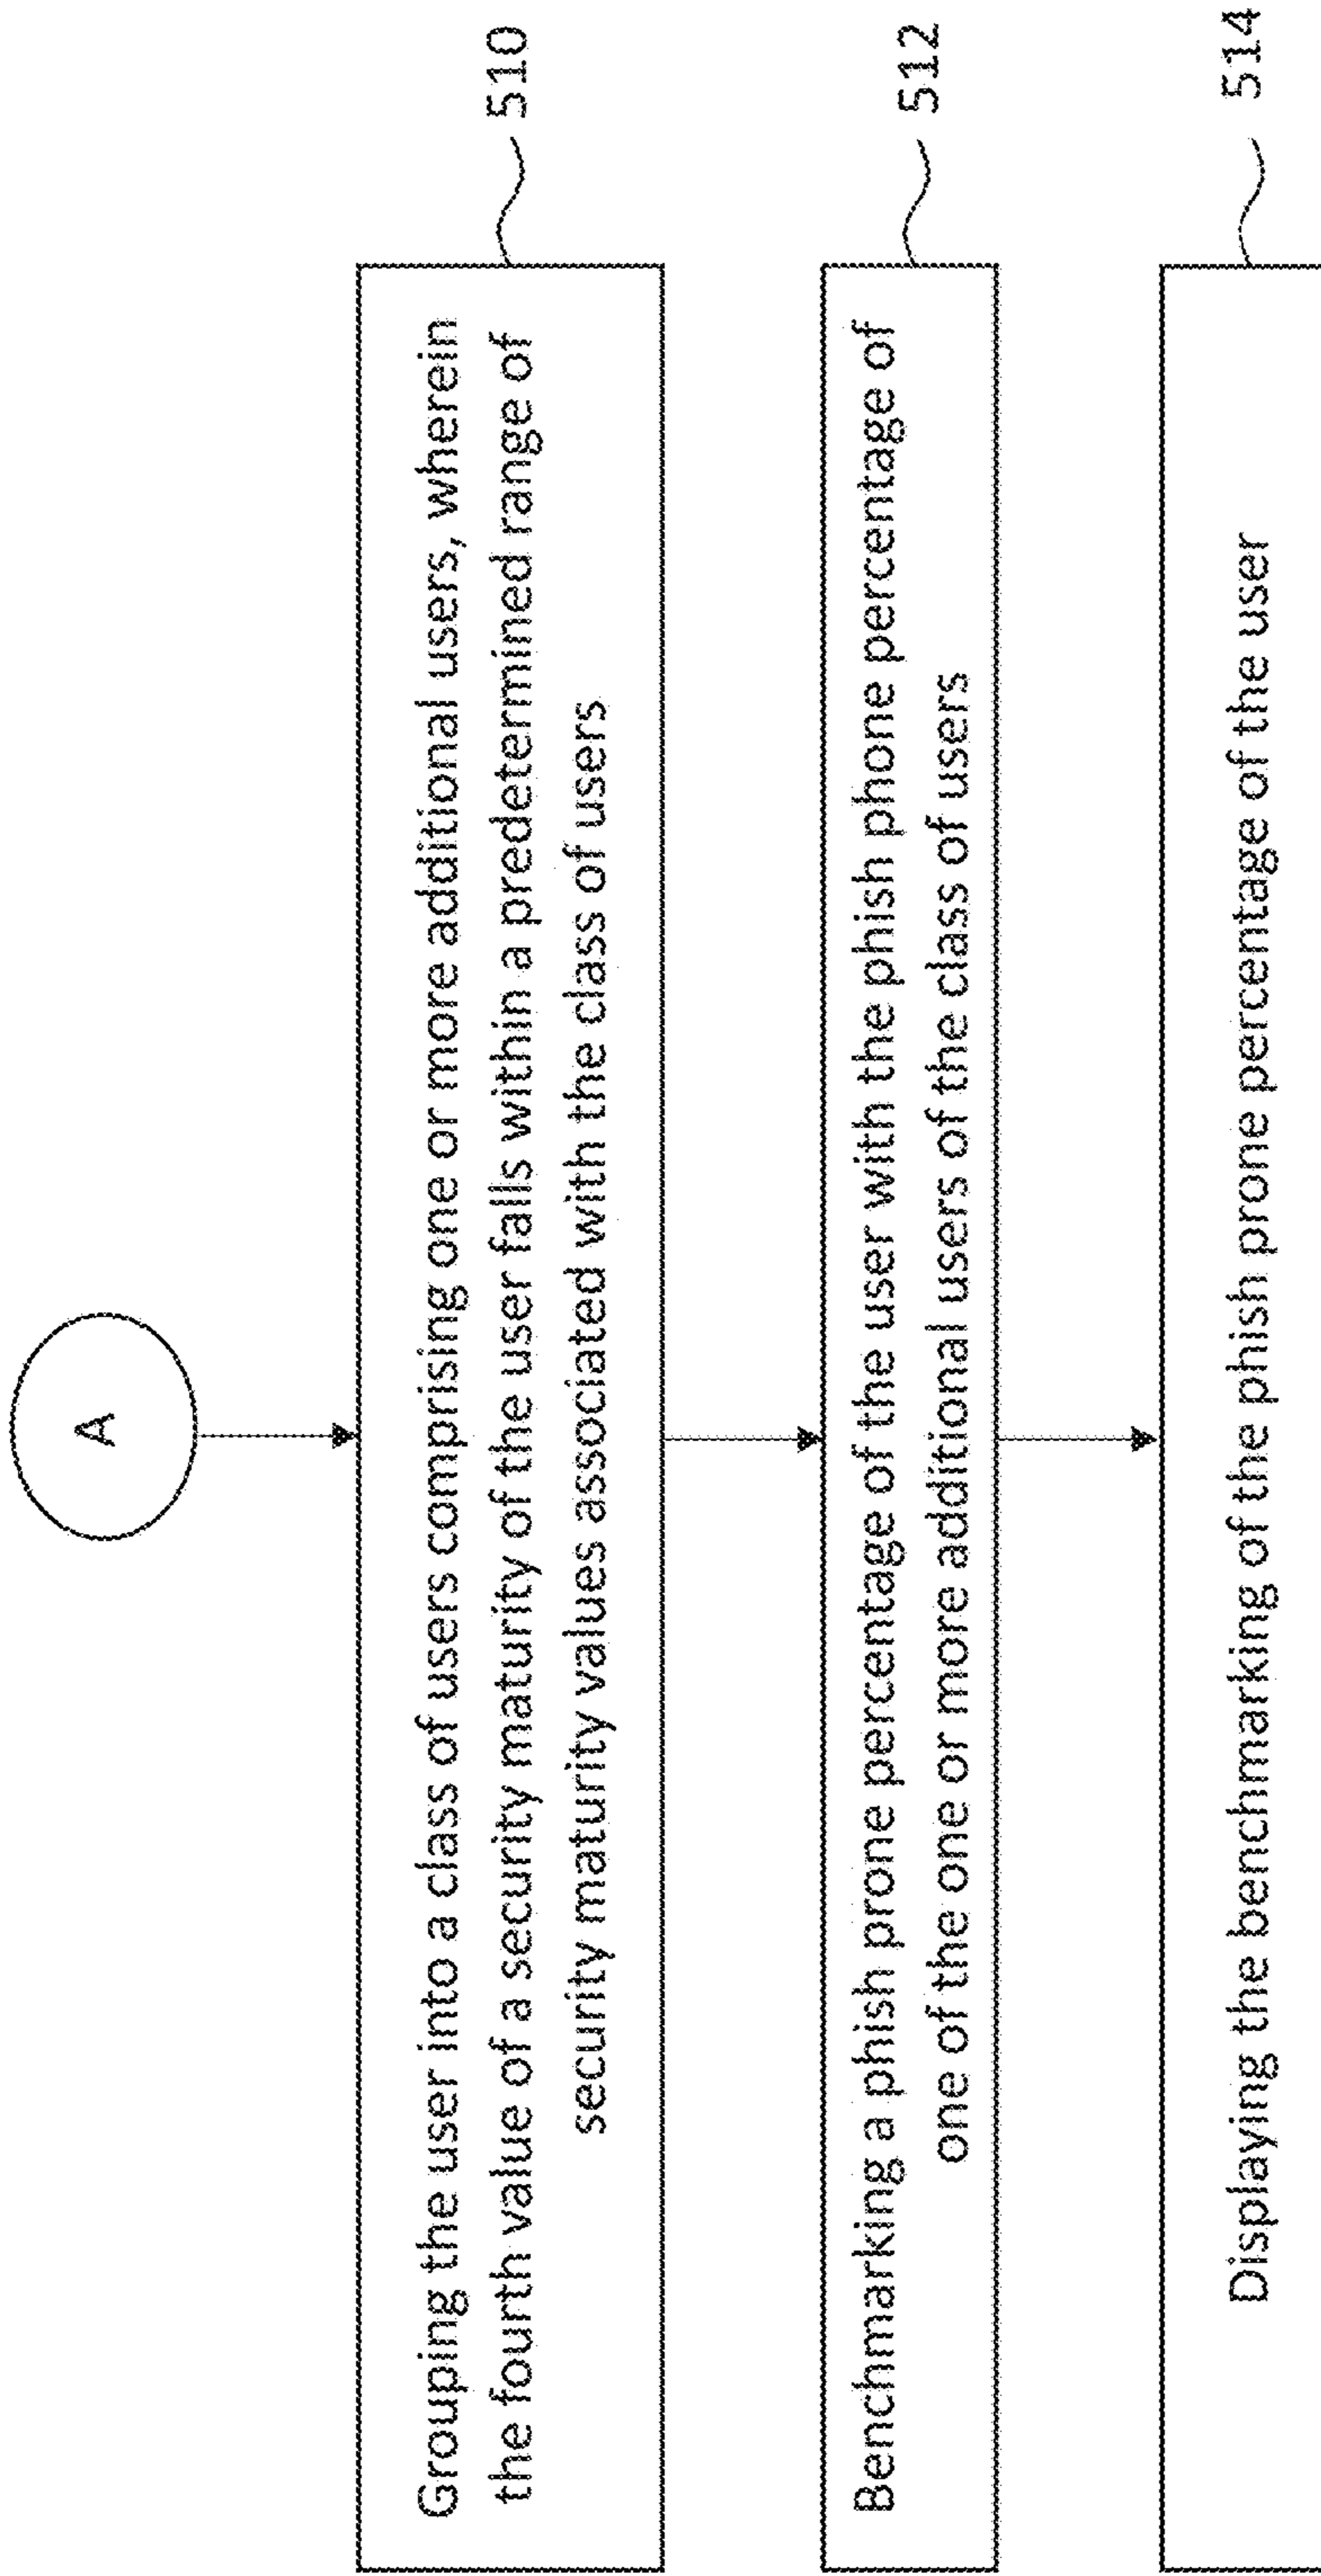 A
Grouping the user into a class of users comprising one or more additional users, wherein
the fourth value of a security maturity of the user falls within a predetermined range of
security maturity values associated with the class of users
510
Benchmarking a phish prone percentage of the user with the phish phone percentage of
one of the one or more additional users of the class of users
512
Displaying the benchmarking of the phish prone percentage of the user
514